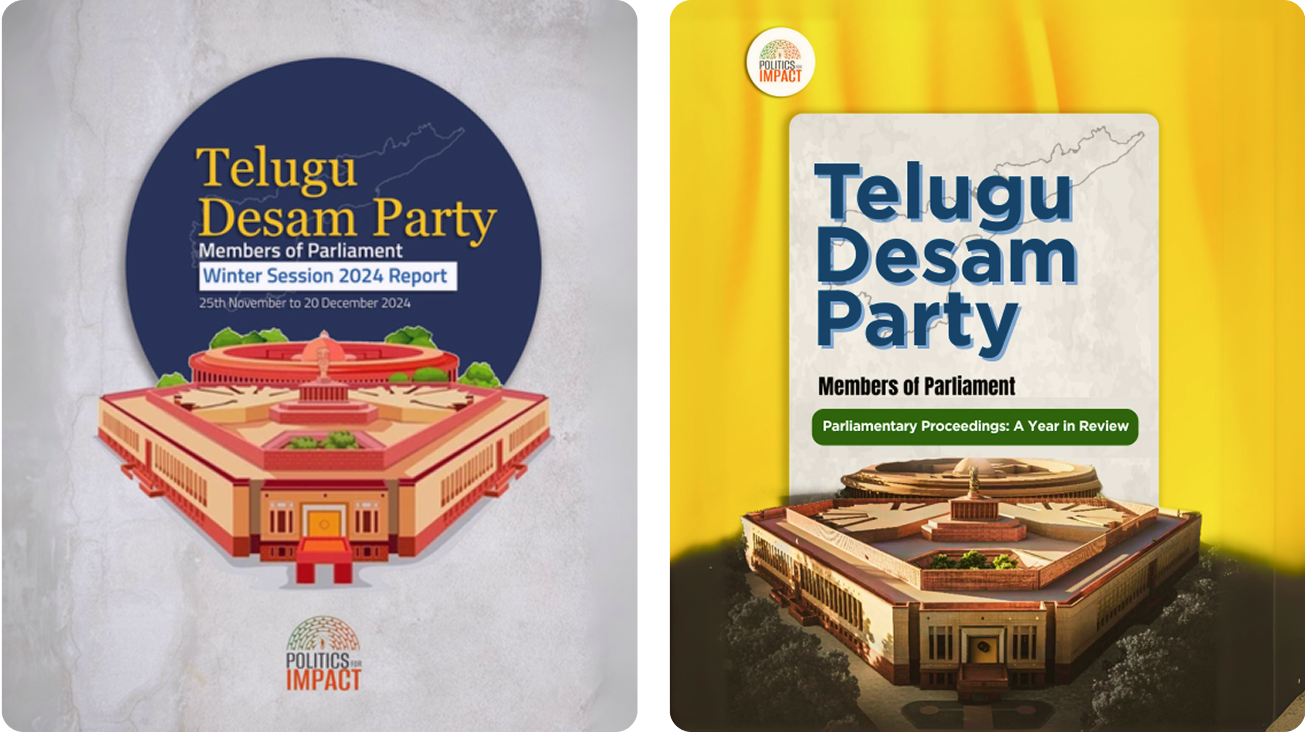 Telugu
Desam Party
Members of Parliament
Winter Session 2024 Report
25th November to 20 December 2024
POLITICS FOR
IMPACT
POLITICS FOR
IMPACT
Telugu
Desam
Party
Members of Parliament
Parliamentary Proceedings: A Year in Review